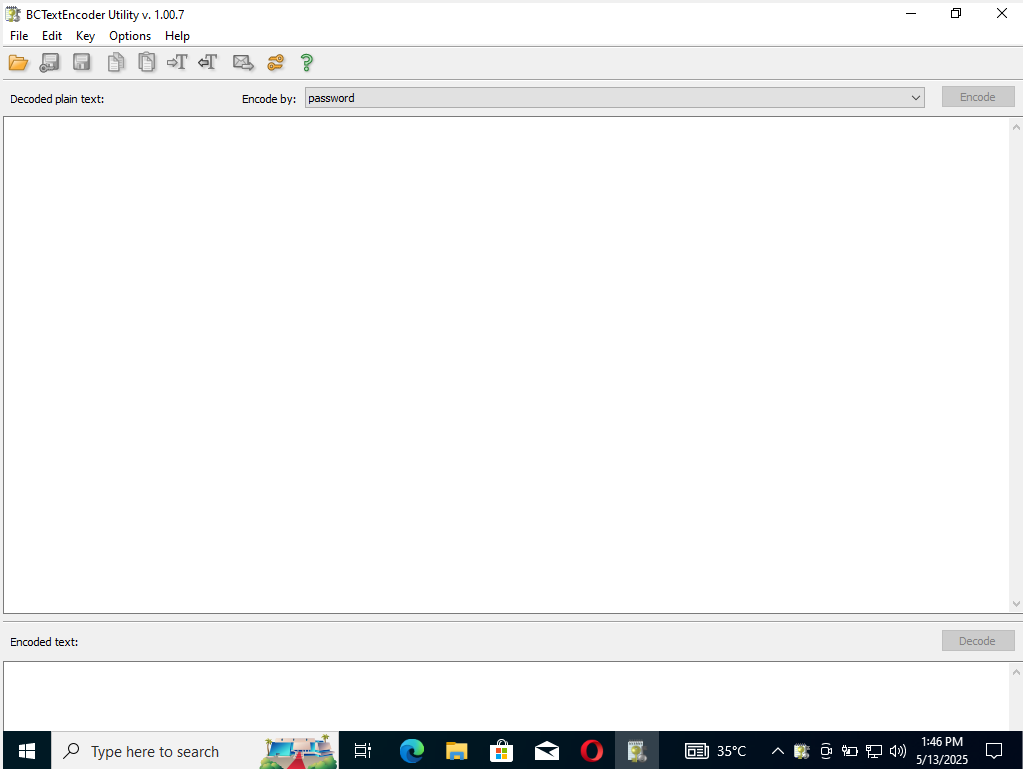 BCTextEncoder Utility v. 1.00.7
File Edit Key Options Help
Decoded plain text: Encode by: password Encode
Encoded text: Decode
Type here to search 35°C 1:46 PM
5/13/2025